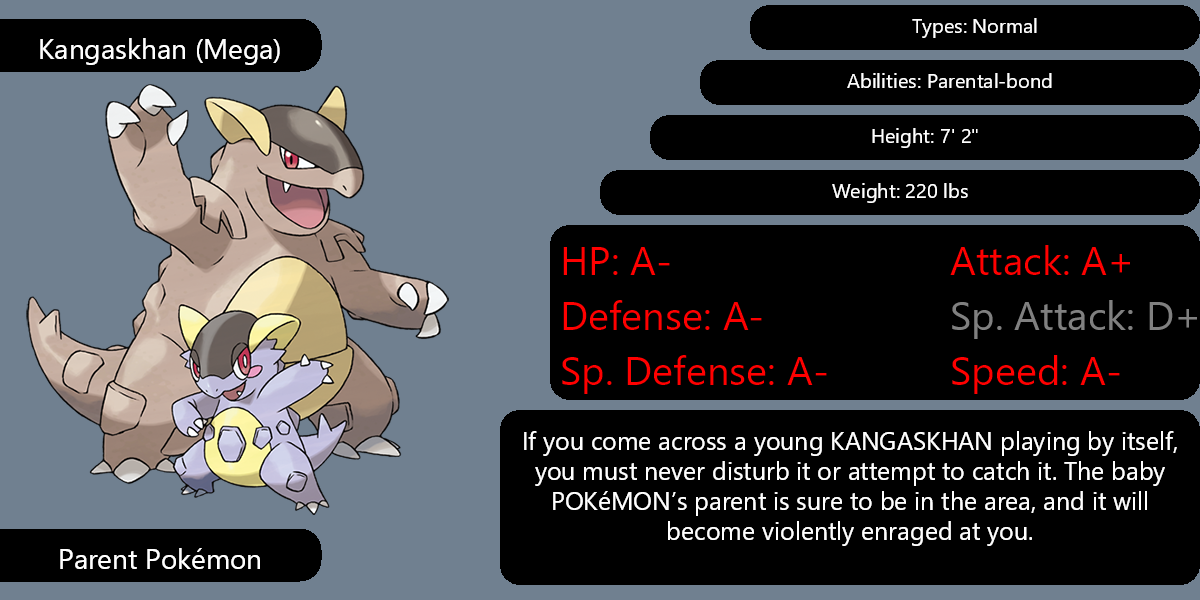 Kangaskhan (Mega)
Types: Normal
Abilities: Parental-bond
Height: 7' 2"
Weight: 220 lbs
HP: A-
Attack: A+
Defense: A-
Sp. Attack: D+
Sp. Defense: A-
Speed: A-
If you come across a young KANGASKHAN playing by itself,
you must never disturb it or attempt to catch it. The baby
POKéMON’s parent is sure to be in the area, and it will
become violently enraged at you.
Parent Pokémon